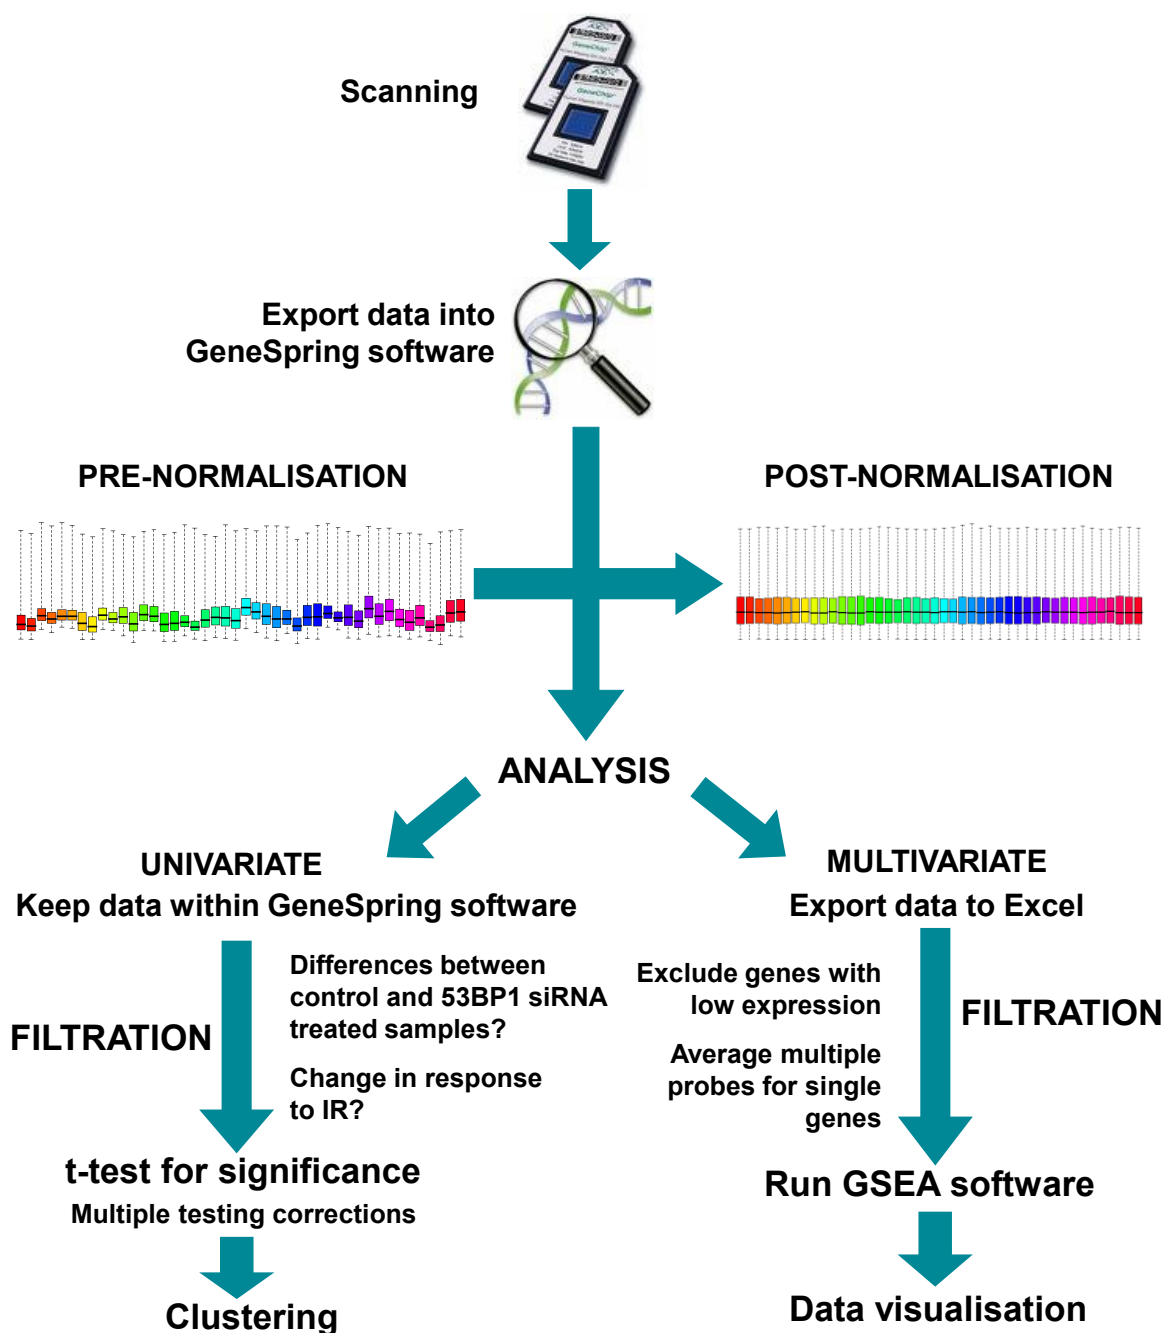 Scanning
GeneChip
GeneChip
Export data into
GeneSpring software
PRE-NORMALISATION
POST-NORMALISATION
ANALYSIS
UNIVARIATE
Keep data within GeneSpring software
MULTIVARIATE
Export data to Excel
Differences between
control and 53BP1 siRNA
treated samples?
FILTRATION
Change in response
to IR?
Exclude genes with
low expression
FILTRATION
Average multiple
probes for single
genes
t-test for significance
Multiple testing corrections
Run GSEA software
Clustering
Data visualisation